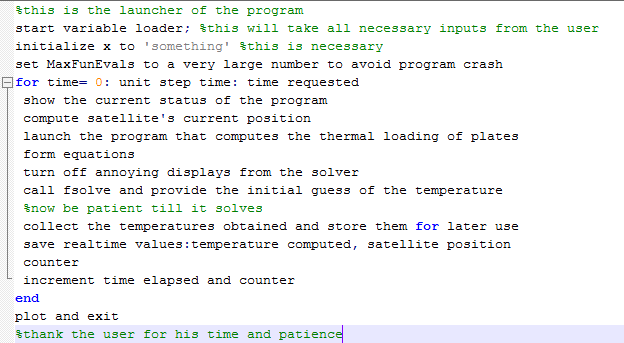 %this is the launcher of the program
start variable loader; %this will take all necessary inputs from the user
initialize x to 'something' %this is necessary
set MaxFunEvals to a very large number to avoid program crash
for time= 0: unit step time: time requested
show the current status of the program
compute satellite's current position
launch the program that computes the thermal loading of plates
form equations
turn off annoying displays from the solver
call fsolve and provide the initial guess of the temperature
%now be patient till it solves
collect the temperatures obtained and store them for later use
save realtime values:temperature computed, satellite position
counter
increment time elapsed and counter
end
plot and exit
%thank the user for his time and patience